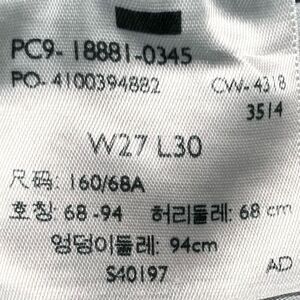 PC9- 18881-0345
PO- 4100394882 CW- 4318
3514
W27 L30
尺码: 160/68A
호칭: 68 -94 허리둘레: 68 cm
엉덩이둘레: 94cm
S40197 AD